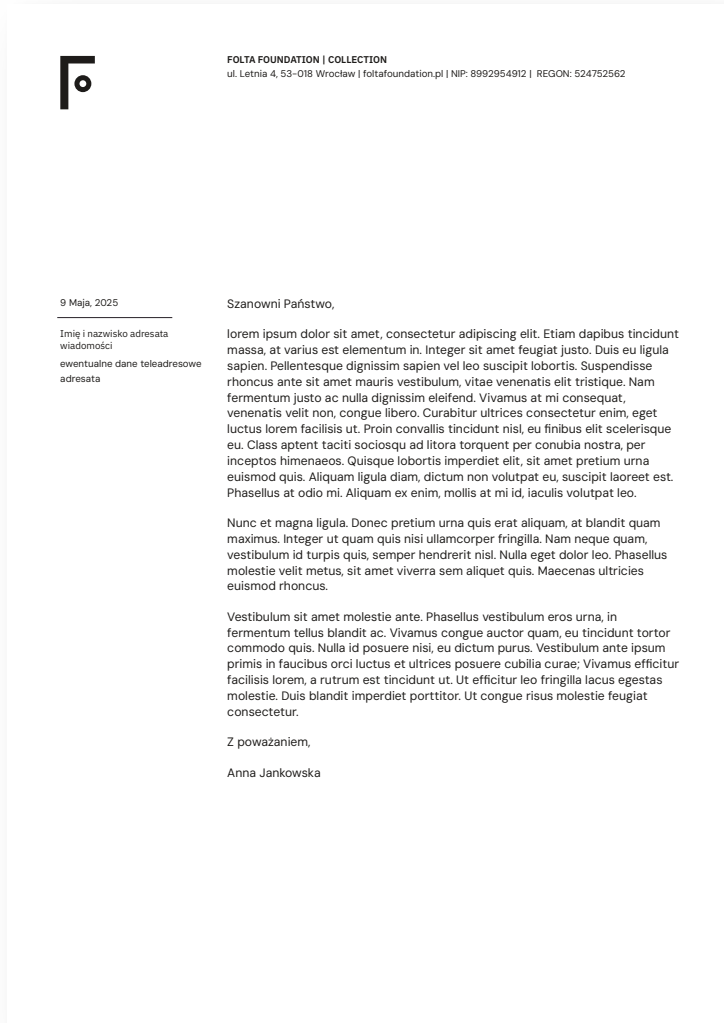 Fo
FOLTA FOUNDATION | COLLECTION
ul. Letnia 4, 53-018 Wrocław | foltafoundation.pl | NIP: 8992954912 | REGON: 524752562
9 Maja, 2025
Imię i nazwisko adresata
wiadomości
ewentualne dane teleadresowe
adresata
Szanowni Państwo,
lorem ipsum dolor sit amet, consectetur adipiscing elit. Etiam dapibus tincidunt
massa, at varius est elementum in. Integer sit amet feugiat justo. Duis eu ligula
sapien. Pellentesque dignissim sapien vel leo suscipit lobortis. Suspendisse
rhoncus ante sit amet mauris vestibulum, vitae venenatis elit tristique. Nam
fermentum justo ac nulla dignissim eleifend. Vivamus at mi consequat,
venenatis velit non, congue libero. Curabitur ultrices consectetur enim, eget
luctus lorem facilisis ut. Proin convallis tincidunt nisl, eu finibus elit scelerisque
eu. Class aptent taciti sociosqu ad litora torquent per conubia nostra, per
inceptos himenaeos. Quisque lobortis imperdiet elit, sit amet pretium urna
euismod quis. Aliquam ligula diam, dictum non volutpat eu, suscipit laoreet est.
Phasellus at odio mi. Aliquam ex enim, mollis at mi id, iaculis volutpat leo.
Nunc et magna ligula. Donec pretium urna quis erat aliquam, at blandit quam
maximus. Integer ut quam quis nisi ullamcorper fringilla. Nam neque quam,
vestibulum id turpis quis, semper hendrerit nisl. Nulla eget dolor leo. Phasellus
molestie velit metus, sit amet viverra sem aliquet quis. Maecenas ultricies
euismod rhoncus.
Vestibulum sit amet molestie ante. Phasellus vestibulum eros urna, in
fermentum tellus blandit ac. Vivamus congue auctor quam, eu tincidunt tortor
commodo quis. Nulla id posuere nisi, eu dictum purus. Vestibulum ante ipsum
primis in faucibus orci luctus et ultrices posuere cubilia curae; Vivamus efficitur
facilisis lorem, a rutrum est tincidunt ut. Ut efficitur leo fringilla lacus egestas
molestie. Duis blandit imperdiet porttitor. Ut congue risus molestie feugiat
consectetur.
Z poważaniem,
Anna Jankowska